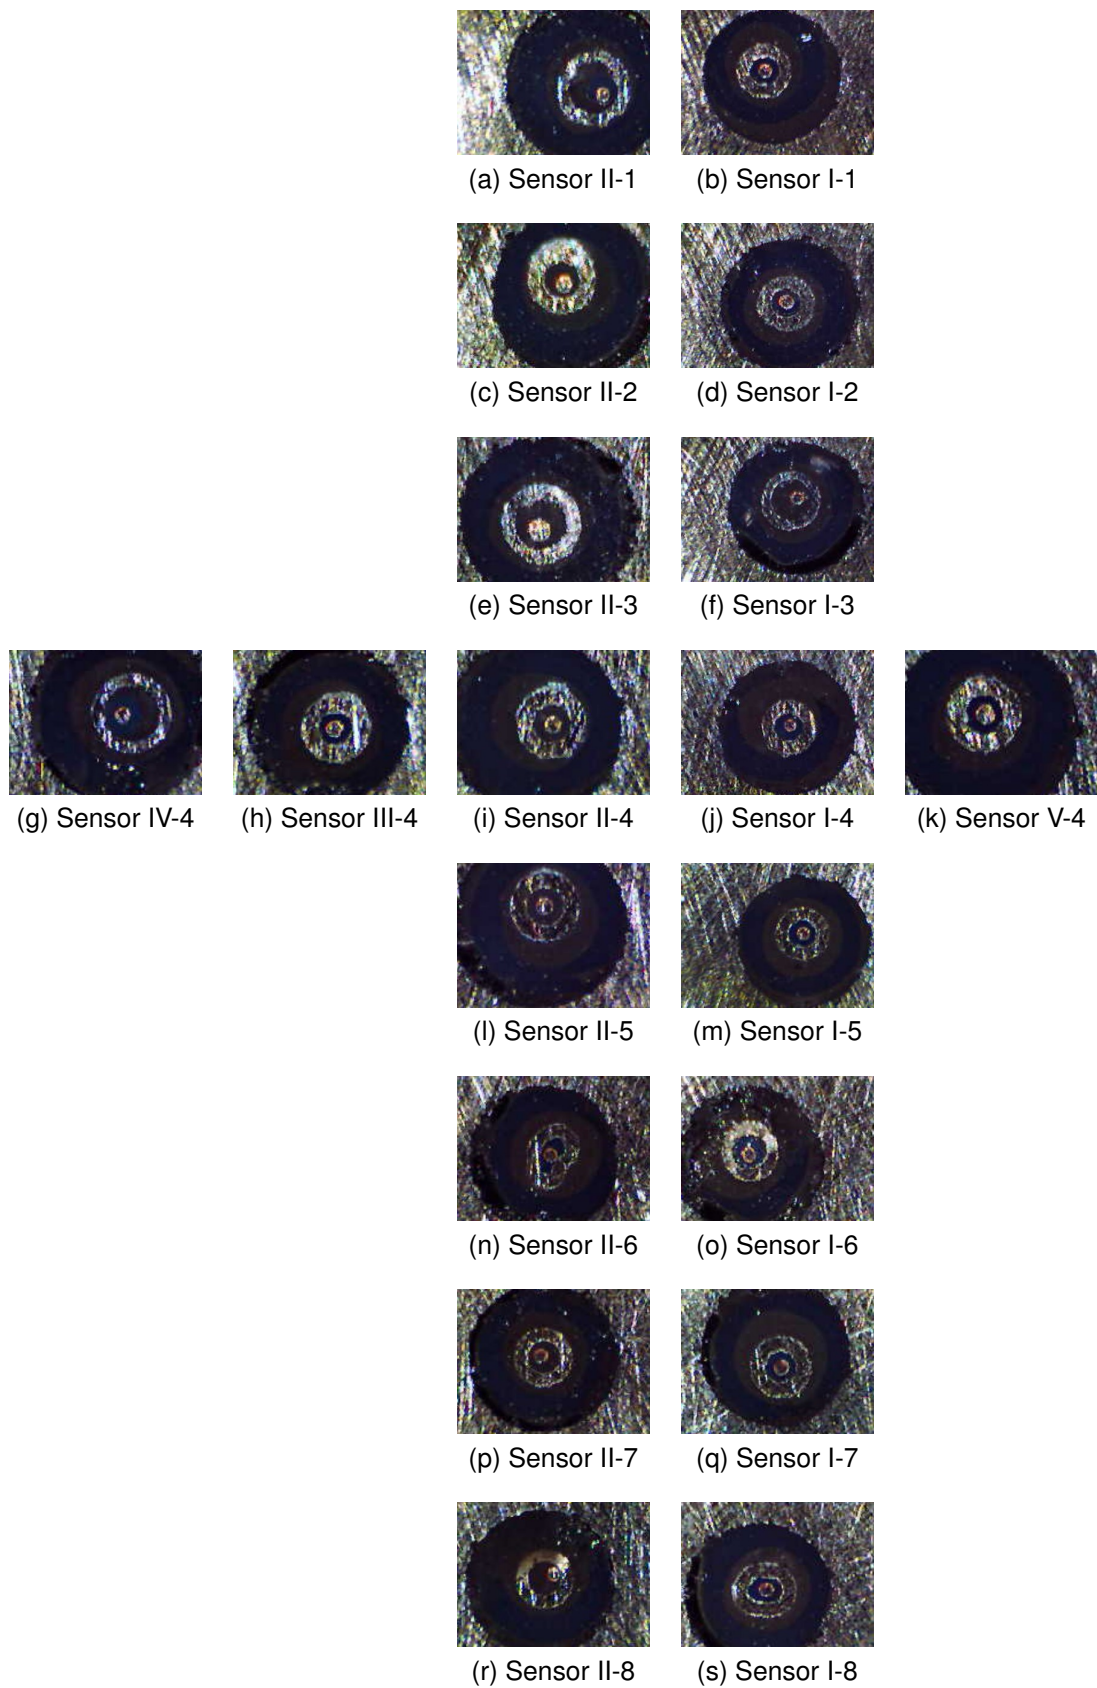 (a) Sensor II-1 (b) Sensor I-1
(c) Sensor II-2 (d) Sensor I-2
(e) Sensor II-3 (f) Sensor I-3
(g) Sensor IV-4 (h) Sensor III-4 (i) Sensor II-4 (j) Sensor I-4 (k) Sensor V-4
(l) Sensor II-5 (m) Sensor I-5
(n) Sensor II-6 (o) Sensor I-6
(p) Sensor II-7 (q) Sensor I-7
(r) Sensor II-8 (s) Sensor I-8